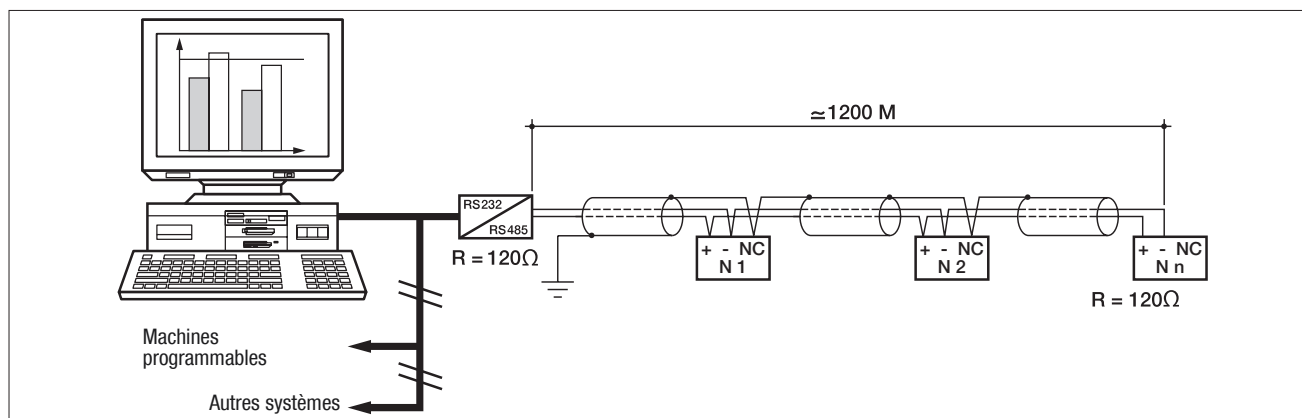 ≃1200 M
RS232
RS485
R = 120Ω
+ - NC
N 1
+ - NC
N 2
+ - NC
N n
R = 120Ω
Machines
programmables
Autres systèmes